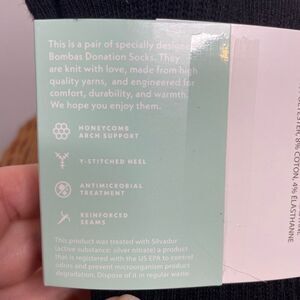 This is a pair of specially designed
Bombas Donation Socks. They
are knit with love, made from high
quality yarns, and engineered for
comfort, durability, and warmth.
We hope you enjoy them.
HONEYCOMB
ARCH SUPPORT
Y-STITCHED HEEL
ANTIMICROBIAL
TREATMENT
REINFORCED
SEAMS
This product was treated with Silvadur
(active substance: silver nitrate) a product
that is registered with the US EPA to control
odors and prevent microorganism product
degradation. Dispose of it in regular waste.
COTON, 4% ELASTHANNE